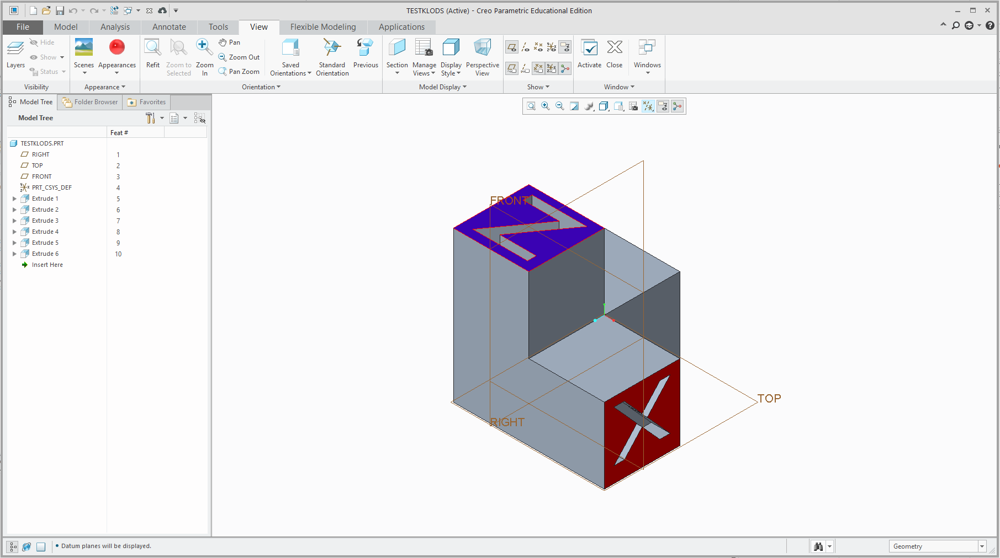 TESTKLODS (Active) - Creo Parametric Educational Edition
File Model Analysis Annotate Tools View Flexible Modeling Applications
Layers
Hide
Show
Status
Scenes
Appearances
Refit
Zoom to
Selected
Zoom
In
Pan
Zoom Out
Pan Zoom
Saved
Orientations
Standard
Orientation
Previous
Section
Manage
Views
Display
Style
Perspective
View
Activate
Close
Windows
Visibility Appearance Orientation Model Display Show Window
Model Tree Folder Browser Favorites
Model Tree
Feat #
TESTKLODS.PRT
RIGHT 1
TOP 2
FRONT 3
PRT_CSYS_DEF 4
Extrude 1 5
Extrude 2 6
Extrude 3 7
Extrude 4 8
Extrude 5 9
Extrude 6 10
Insert Here
FRONT
Z
TOP
RIGHT
X
Datum planes will be displayed.
Geometry